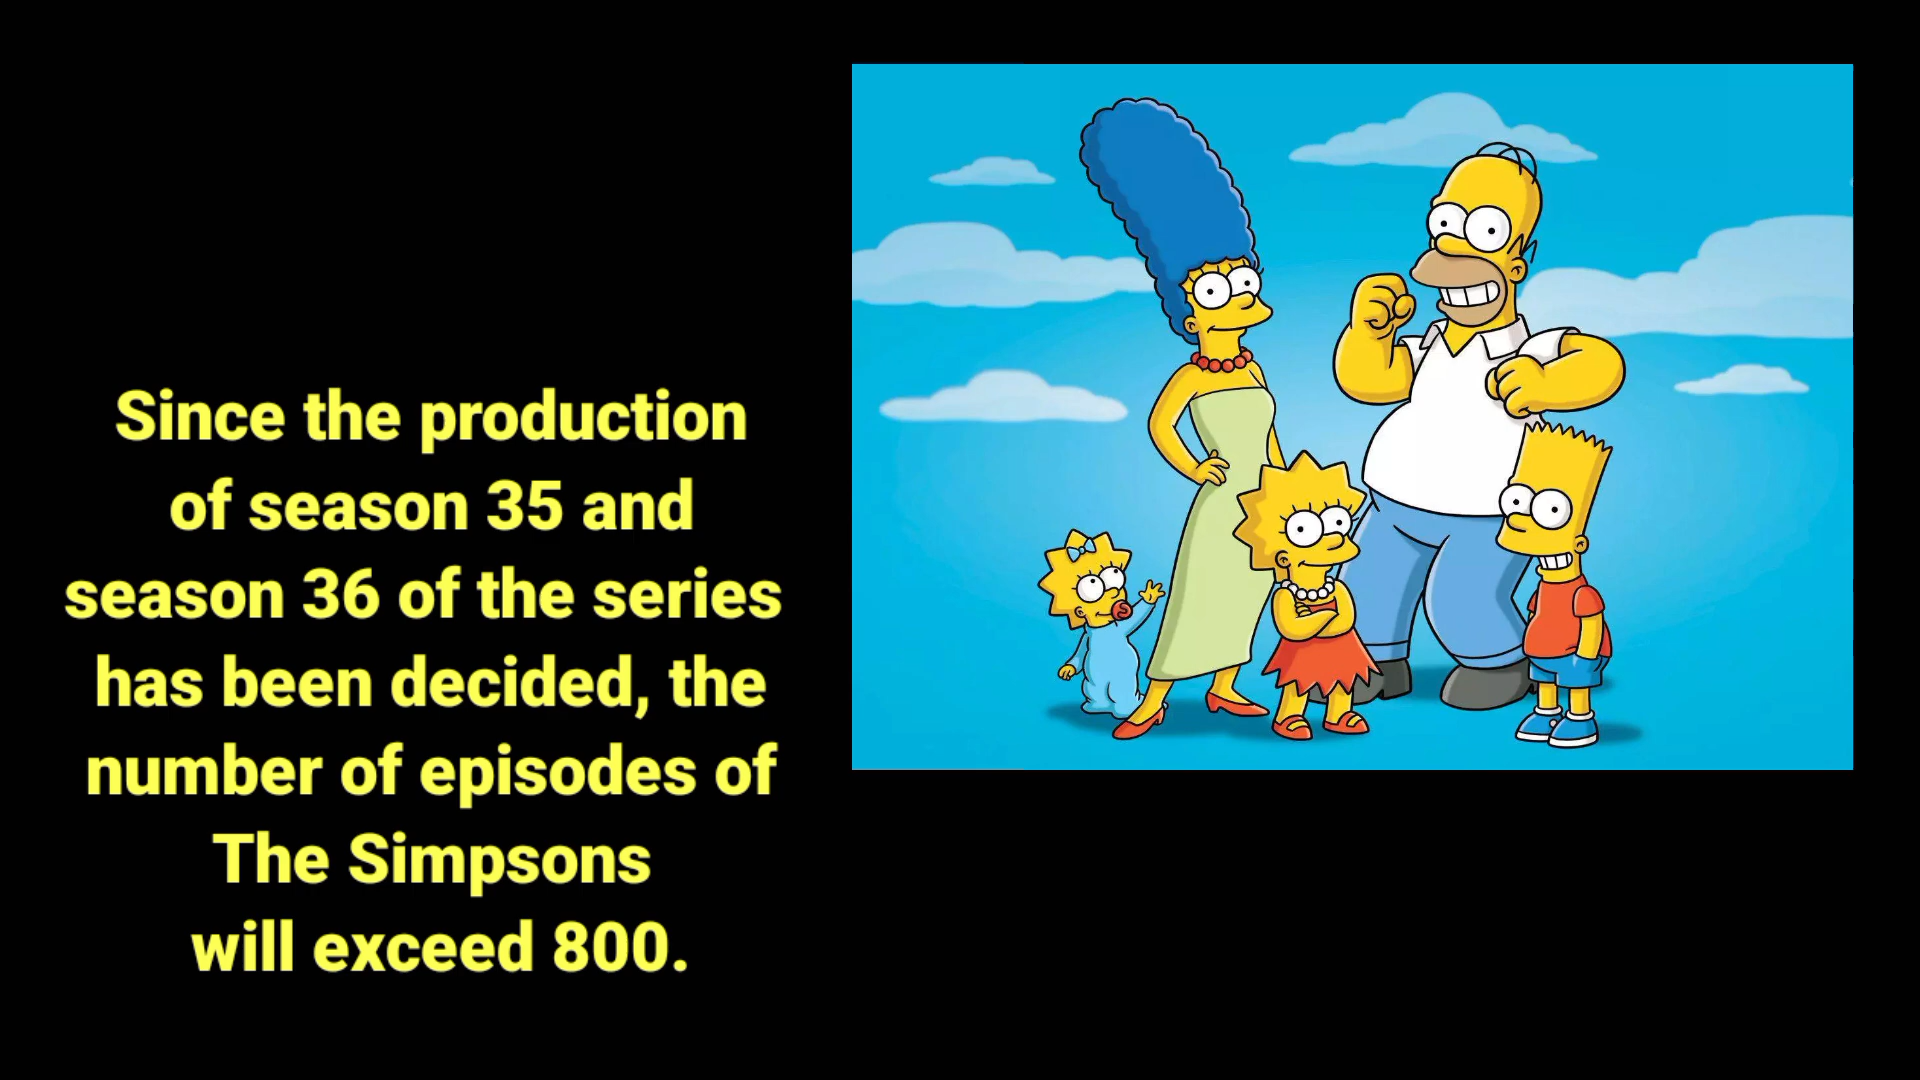 Since the production
of season 35 and
season 36 of the series
has been decided, the
number of episodes of
The Simpsons
will exceed 800.